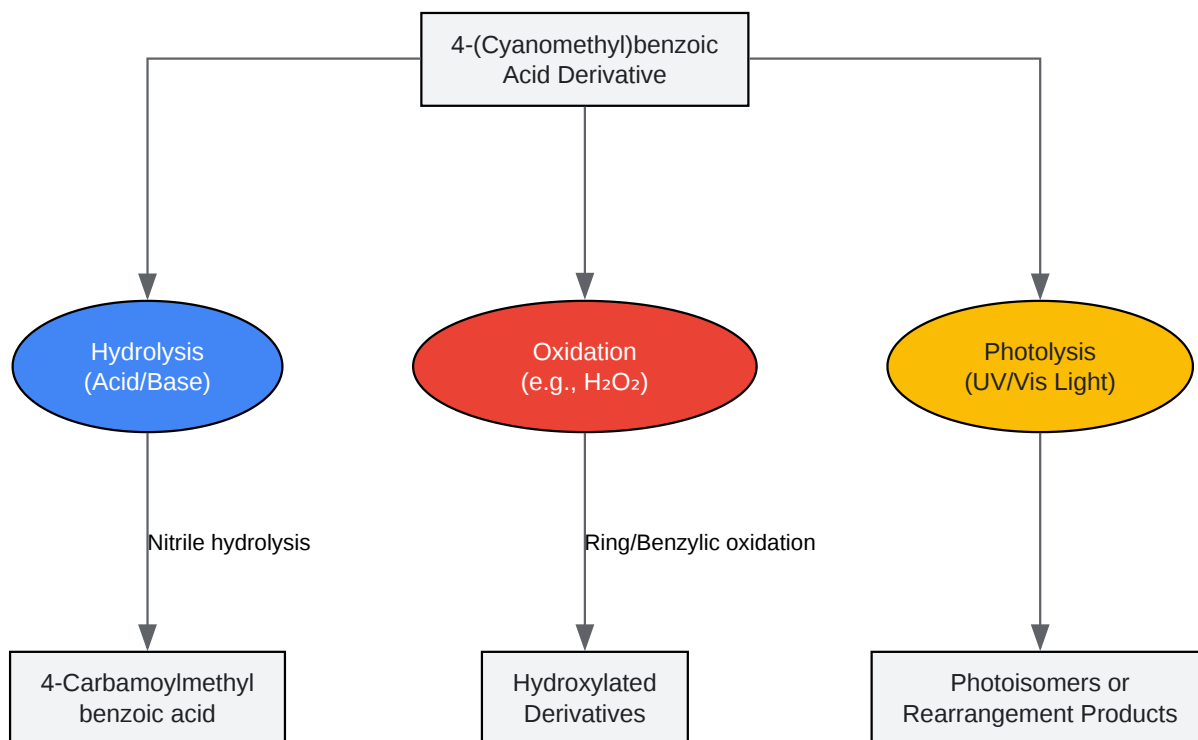 4-(Cyanomethyl)benzoic
Acid Derivative
Hydrolysis
(Acid/Base)
Oxidation
(e.g., H₂O₂)
Photolysis
(UV/Vis Light)
Nitrile hydrolysis
Ring/Benzylic oxidation
4-Carbamoylmethyl
benzoic acid
Hydroxylated
Derivatives
Photoisomers or
Rearrangement Products